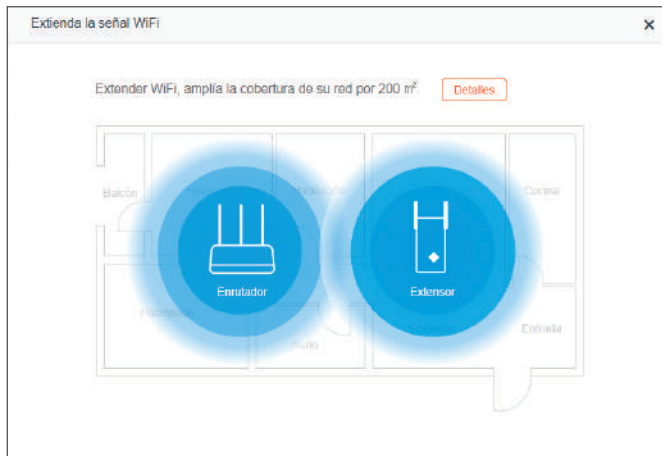 Extienda la señal WiFi
Extender WiFi, amplía la cobertura de su red por 200 m².
Detalles
Balcón
Cocina
Enrutador
Extensor
Entrada